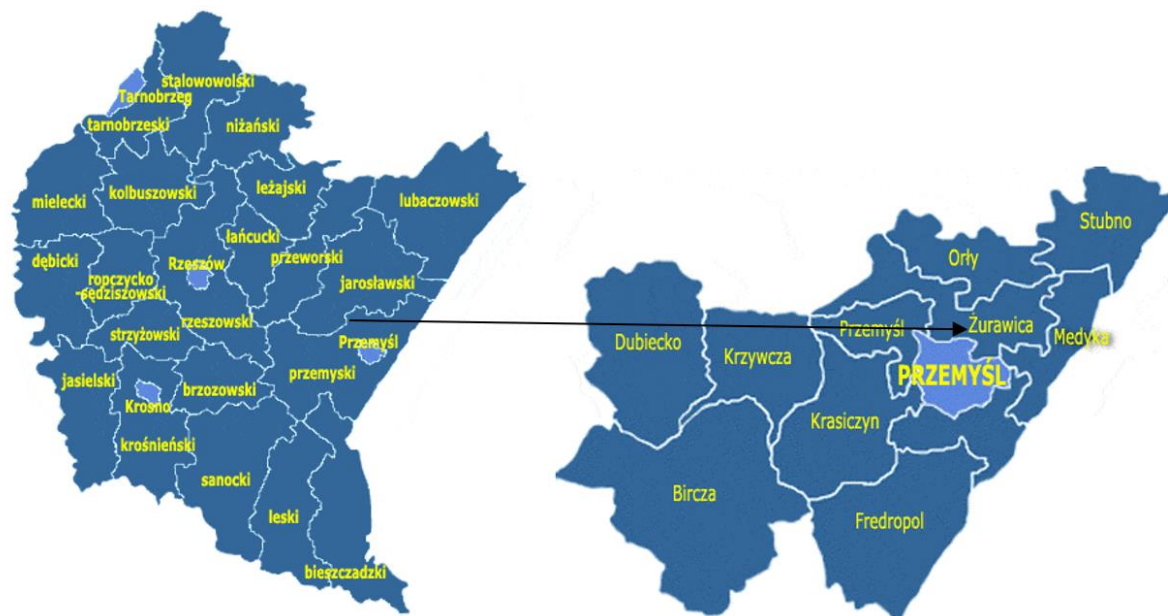 stalowowolski
Tarnobrzeg
tarnobrzeski
niżański
mielecki
kolbuszowski
leżajski
lubaczowski
dębicki
ropczycko
-sędziszowski
Rzeszów
łańcucki
przeworski
jarosławski
strzyżowski
rzeszowski
Przemyśl
przemyski
jasielski
Krosno
brzozowski
krośnieński
sanocki
leski
bieszczadzki
Stubno
Orły
Dubiecko
Krzywcza
Przemyśl
Żurawica
Medyka
PRZEMYŚL
Krasiczyn
Bircza
Fredropol